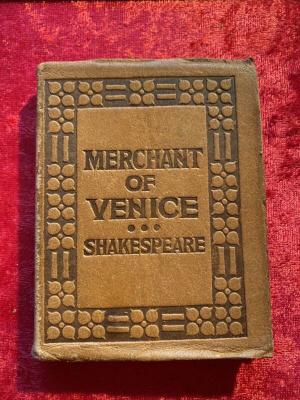 MERCHANT
OF
VENICE
•••
SHAKESPEARE